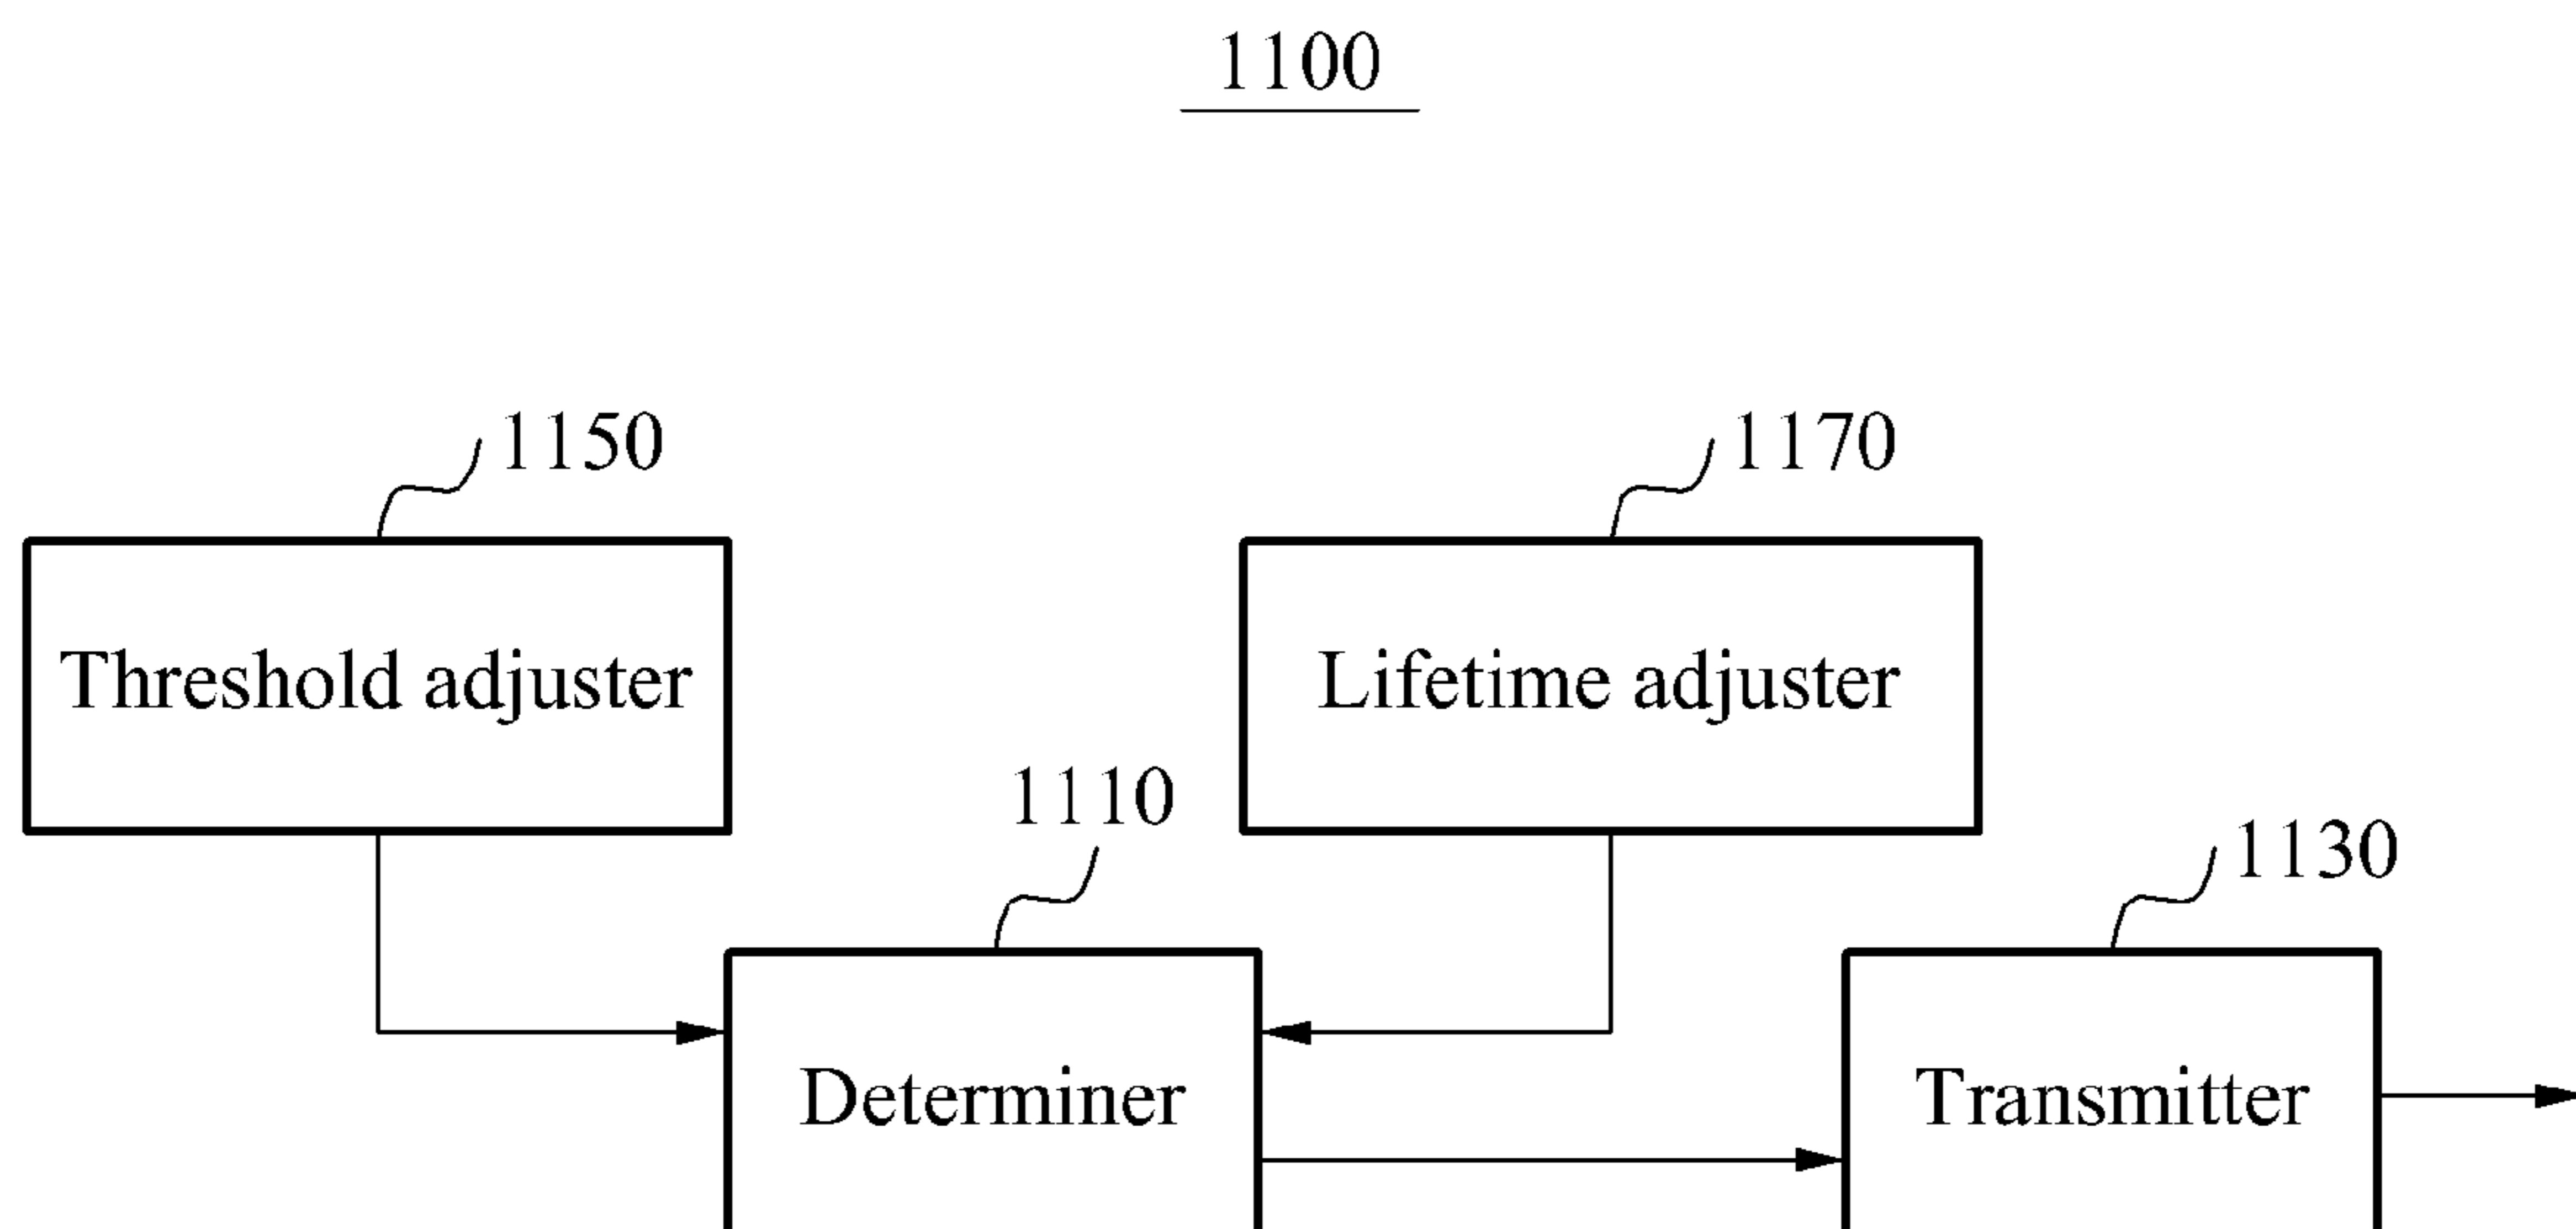 1100
1150
1170
Threshold adjuster
Lifetime adjuster
1110
1130
Determiner
Transmitter